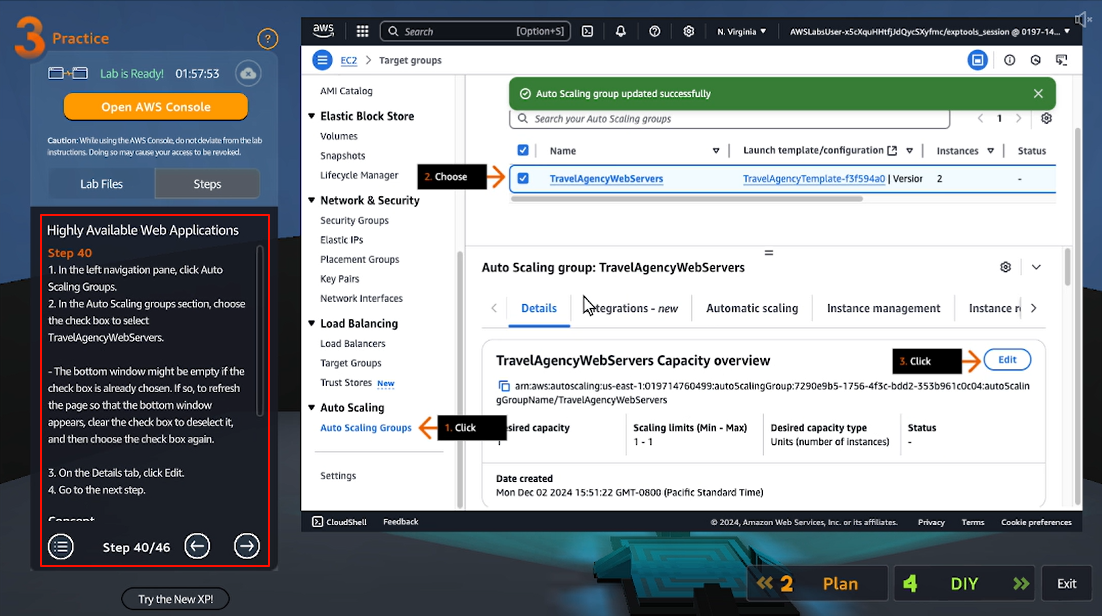 3 Practice
?
Lab is Ready! 01:57:53
Open AWS Console
Caution: While using the AWS Console, do not deviate from the lab
instructions. Doing so may cause your access to be revoked.
Lab Files
Steps
Highly Available Web Applications
Step 40
1. In the left navigation pane, click Auto
Scaling Groups.
2. In the Auto Scaling groups section, choose
the check box to select
TravelAgencyWebServers.
- The bottom window might be empty if the
check box is already chosen. If so, to refresh
the page so that the bottom window
appears, clear the check box to deselect it,
and then choose the check box again.
3. On the Details tab, click Edit.
4. Go to the next step.
Concept
Step 40/46
Try the New XP!
aws
Search [Option+S]
N. Virginia
AWSLabsUser-x5cXquHHtfjJdQycSXyfmc/exptools_session @ 0197-14...
EC2 > Target groups
AMI Catalog
Elastic Block Store
Volumes
Snapshots
Lifecycle Manager
Network & Security
Security Groups
Elastic IPs
Placement Groups
Key Pairs
Network Interfaces
Load Balancing
Load Balancers
Target Groups
Trust Stores New
Auto Scaling
Auto Scaling Groups
1. Click
Settings
Auto Scaling group updated successfully
Search your Auto Scaling groups
1
Name
Launch template/configuration
Instances
Status
2. Choose
TravelAgencyWebServers
TravelAgencyTemplate-f3f594a0 | Version
2
-
Auto Scaling group: TravelAgencyWebServers
Details
Integrations - new
Automatic scaling
Instance management
Instance r
TravelAgencyWebServers Capacity overview
3. Click
Edit
arn:aws:autoscaling:us-east-1:019714760499:autoScalingGroup:7290e9b5-1756-4f3c-bdd2-353b961c0c04:autoScalin
gGroupName/TravelAgencyWebServers
esired capacity
1
Scaling limits (Min - Max)
1 - 1
Desired capacity type
Units (number of instances)
Status
-
Date created
Mon Dec 02 2024 15:51:22 GMT-0800 (Pacific Standard Time)
CloudShell Feedback
© 2024, Amazon Web Services, Inc. or its affiliates. Privacy Terms Cookie preferences
2 Plan
4 DIY
Exit